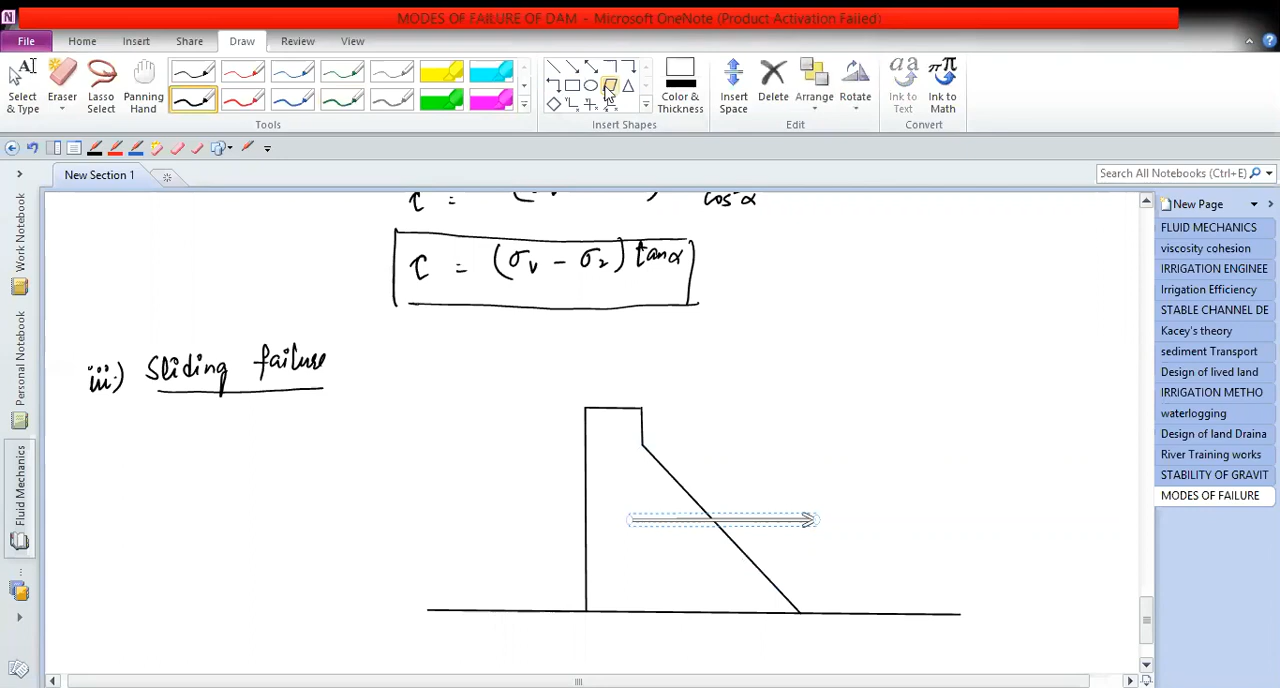 MODES OF FAILURE OF DAM - Microsoft OneNote (Product Activation Failed)
File Home Insert Share Draw Review View
Select & Type
Eraser
Lasso Select
Panning Hand
Color & Thickness
Insert Space
Delete
Arrange
Rotate
Ink to Text
Ink to Math
Tools
Insert Shapes
Edit
Convert
New Section 1
Search All Notebooks (Ctrl+E)
Work Notebook
Personal Notebook
Fluid Mechanics
New Page
FLUID MECHANICS
viscosity cohesion
IRRIGATION ENGINEE
Irrigation Efficiency
STABLE CHANNEL DE
Kacey's theory
sediment Transport
Design of lived land
IRRIGATION METHO
waterlogging
Design of land Draina
River Training works
STABILITY OF GRAVIT
MODES OF FAILURE
τ = (σv - σ2) tanα
iii) Sliding failure